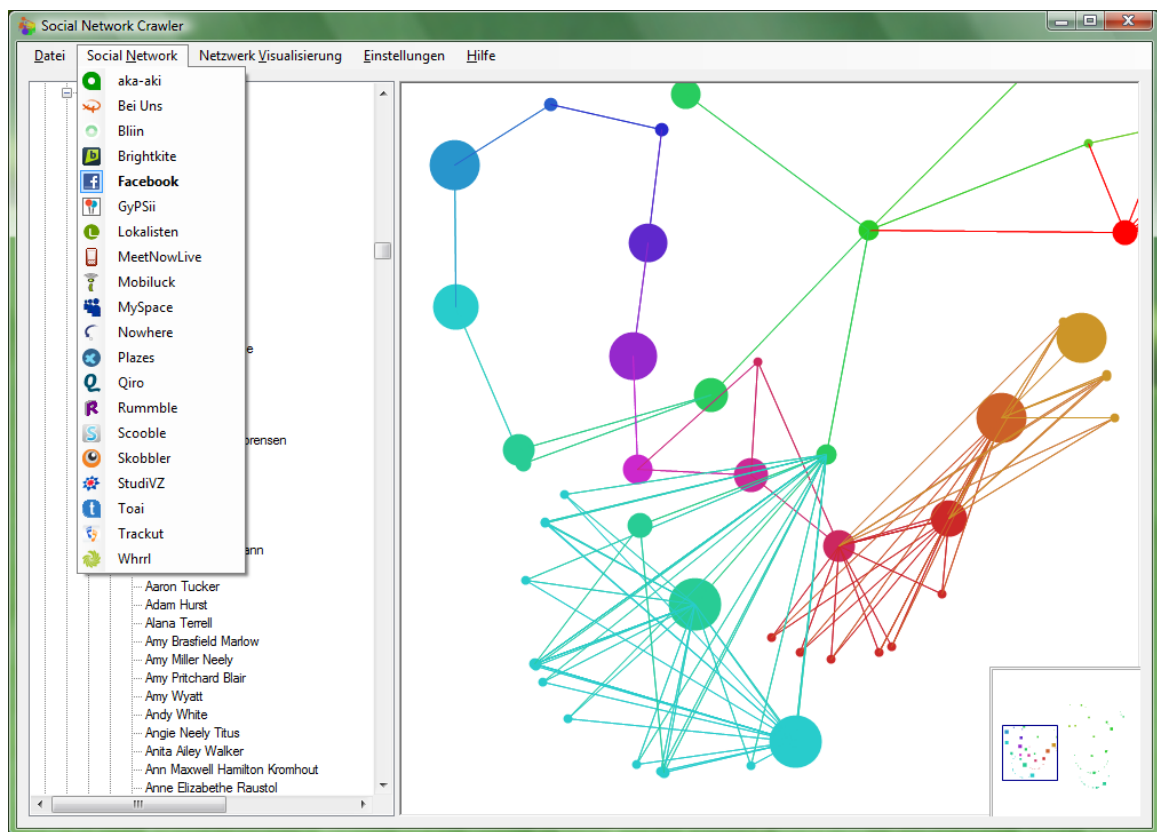 Social Network Crawler
Datei Social Network Netzwerk Visualisierung Einstellungen Hilfe
aka-aki
Bei Uns
Bliin
Brightkite
Facebook
GyPSii
Lokalisten
MeetNowLive
Mobiluck
MySpace
Nowhere
Plazes
Qiro
Rummble
Scooble
Skobbler
StudiVZ
Toai
Trackut
Whrrl
Aaron Tucker
Adam Hurst
Alana Terrell
Amy Brasfield Marlow
Amy Miller Neely
Amy Pritchard Blair
Amy Wyatt
Andy White
Angie Neely Titus
Anita Ailey Walker
Ann Maxwell Hamilton Kromhout
Anne Elizabethe Raustol